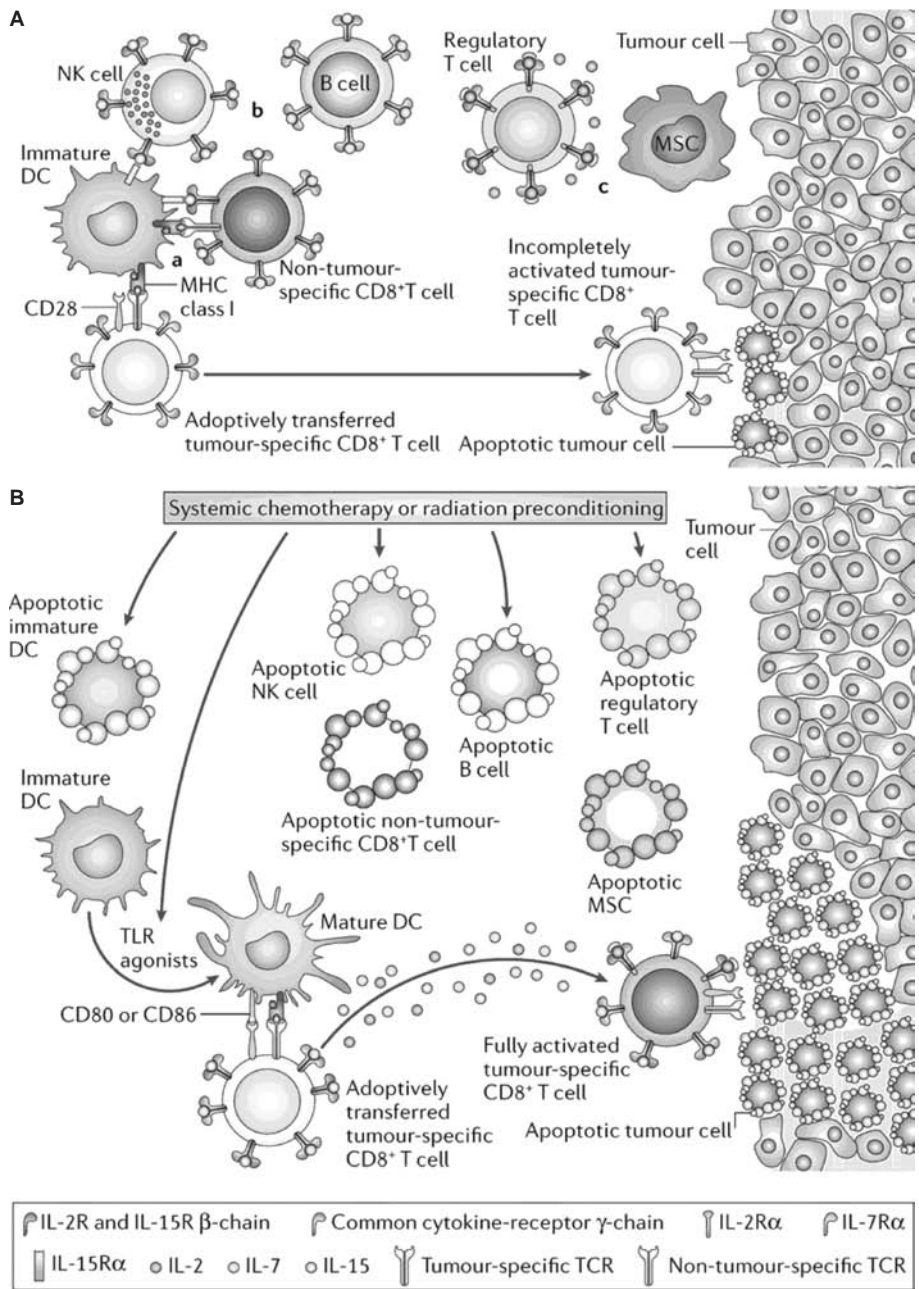 A
NK cell
b
B cell
Regulatory
T cell
c
MSC
Tumour cell
Immature
DC
a
MHC
class I
CD28
Non-tumour-
specific CD8⁺T cell
Incompletely
activated tumour-
specific CD8⁺
T cell
Adoptively transferred
tumour-specific CD8⁺ T cell
Apoptotic tumour cell
B
Systemic chemotherapy or radiation preconditioning
Tumour
cell
Apoptotic
immature
DC
Apoptotic
NK cell
Apoptotic
B cell
Apoptotic
regulatory
T cell
Immature
DC
Apoptotic non-tumour-
specific CD8⁺T cell
Apoptotic
MSC
TLR
agonists
Mature DC
CD80 or CD86
Adoptively
transferred
tumour-specific
CD8⁺ T cell
Fully activated
tumour-specific
CD8⁺ T cell
Apoptotic tumour cell
IL-2R and IL-15R β-chain Common cytokine-receptor γ-chain IL-2Rα IL-7Rα
IL-15Rα IL-2 IL-7 IL-15 Tumour-specific TCR Non-tumour-specific TCR